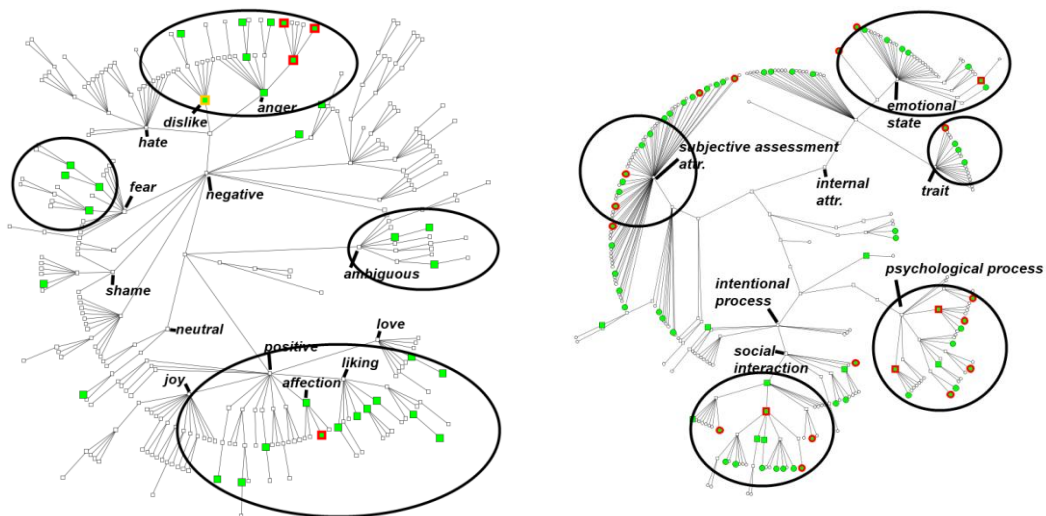 dislike
anger
hate
fear
negative
ambiguous
shame
neutral
positive
love
liking
affection
joy
emotional
state
subjective assessment
attr.
trait
internal
attr.
psychological process
intentional
process
social
interaction